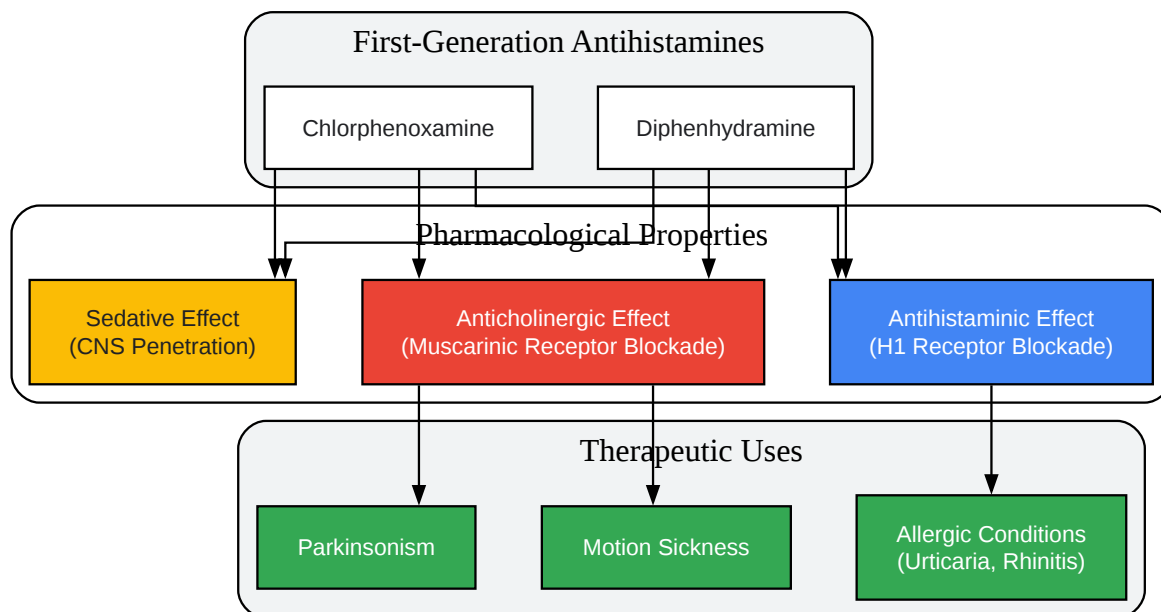 First-Generation Antihistamines
Chlorphenoxamine
Diphenhydramine
Pharmacological Properties
Sedative Effect
(CNS Penetration)
Anticholinergic Effect
(Muscarinic Receptor Blockade)
Antihistaminic Effect
(H1 Receptor Blockade)
Therapeutic Uses
Parkinsonism
Motion Sickness
Allergic Conditions
(Urticaria, Rhinitis)